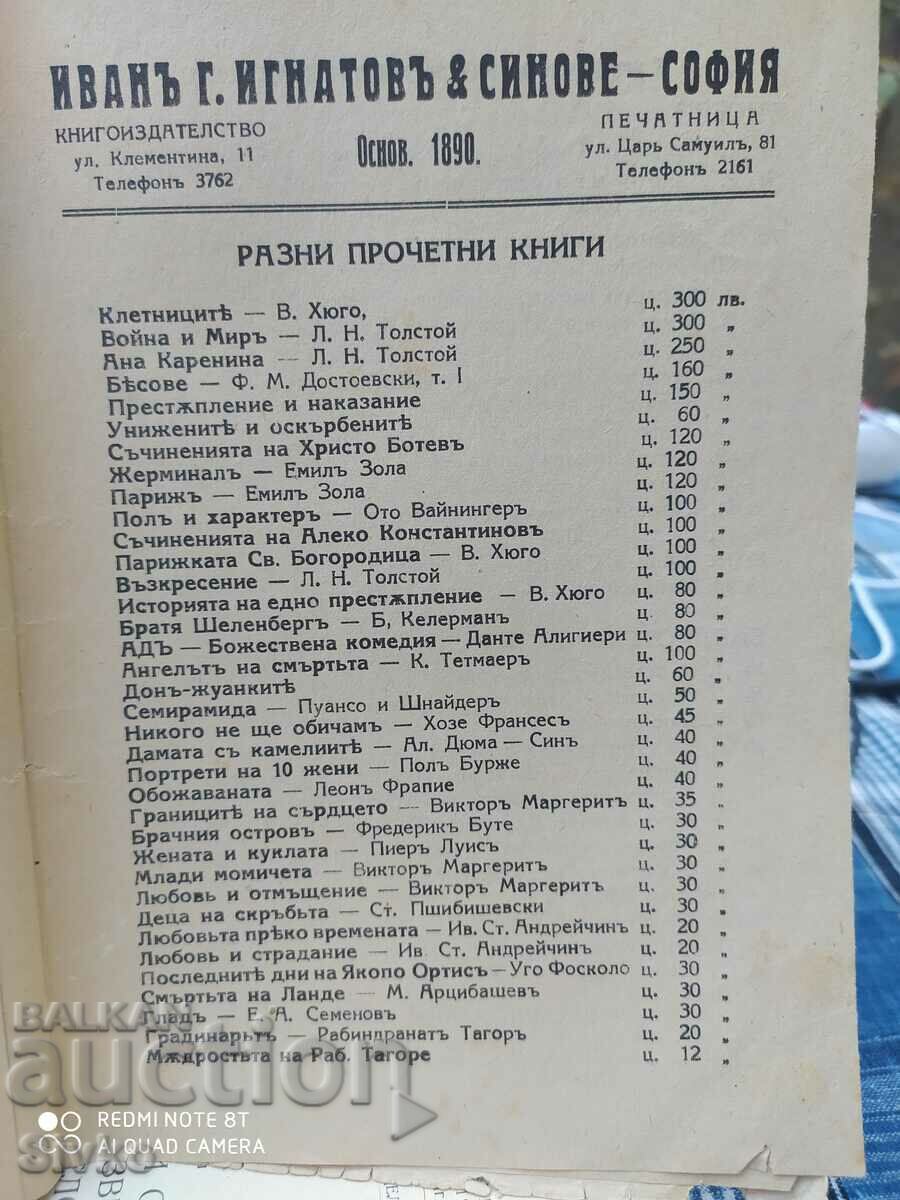 ИВАНЪ Г. ИГНАТОВЪ & СИНОВЕ — СОФИЯ
КНИГОИЗДАТЕЛСТВО
ул. Клементина, 11
Телефонъ 3762
Основ. 1890.
ПЕЧАТНИЦА
ул. Царь Самуилъ, 81
Телефонъ 2161
РАЗНИ ПРОЧЕТНИ КНИГИ
Клетницитѣ — В. Хюго, ц. 300 лв.
Война и Миръ — Л. Н. Толстой ц. 300 „
Ана Каренина — Л. Н. Толстой ц. 250 „
Бѣсове — Ф. М. Достоевски, т. I ц. 160 „
Престѫпление и наказание ц. 150 „
Униженитѣ и оскърбенитѣ ц. 60 „
Съчиненията на Христо Ботевъ ц. 120 „
Жерминалъ — Емилъ Зола ц. 120 „
Парижъ — Емилъ Зола ц. 120 „
Полъ и характеръ — Ото Вайнингеръ ц. 100 „
Съчиненията на Алеко Константиновъ ц. 100 „
Парижката Св. Богородица — В. Хюго ц. 100 „
Възкресение — Л. Н. Толстой ц. 100 „
Историята на едно престѫпление — В. Хюго ц. 80 „
Братя Шеленбергъ — Б, Келерманъ ц. 80 „
АДЪ — Божествена комедия — Данте Алигиери ц. 80 „
Ангелътъ на смъртьта — К. Тетмаеръ ц. 100 „
Донъ-жуанкитѣ ц. 60 „
Семирамида — Пуансо и Шнайдеръ ц. 50 „
Никого не ще обичамъ — Хозе Франсесъ ц. 45 „
Дамата съ камелиитѣ — Ал. Дюма — Синъ ц. 40 „
Портрети на 10 жени — Полъ Бурже ц. 40 „
Обожаваната — Леонъ Фрапие ц. 40 „
Границитѣ на сърдцето — Викторъ Маргеритъ ц. 35 „
Брачния островъ — Фредерикъ Буте ц. 30 „
Жената и куклата — Пиеръ Луисъ ц. 30 „
Млади момичета — Викторъ Маргеритъ ц. 30 „
Любовь и отмъщение — Викторъ Маргеритъ ц. 30 „
Деца на скръбьта — Ст. Пшибишевски ц. 30 „
Любовьта прѣко времената — Ив. Ст. Андрейчинъ ц. 20 „
Любовь и страдание — Ив. Ст. Андрейчинъ ц. 20 „
Последнитѣ дни на Якопо Ортисъ — Уго Фосколо ц. 30 „
Смъртьта на Ланде — М. Арцибашевъ ц. 30 „
Гладъ — Е. А. Семеновъ ц. 30 „
Градинарьтъ — Рабиндранатъ Тагоръ ц. 20 „
Мѫдростьта на Раб. Тагоре ц. 12 „
BALKAN
auction
REDMI NOTE 8T
AI QUAD CAMERA